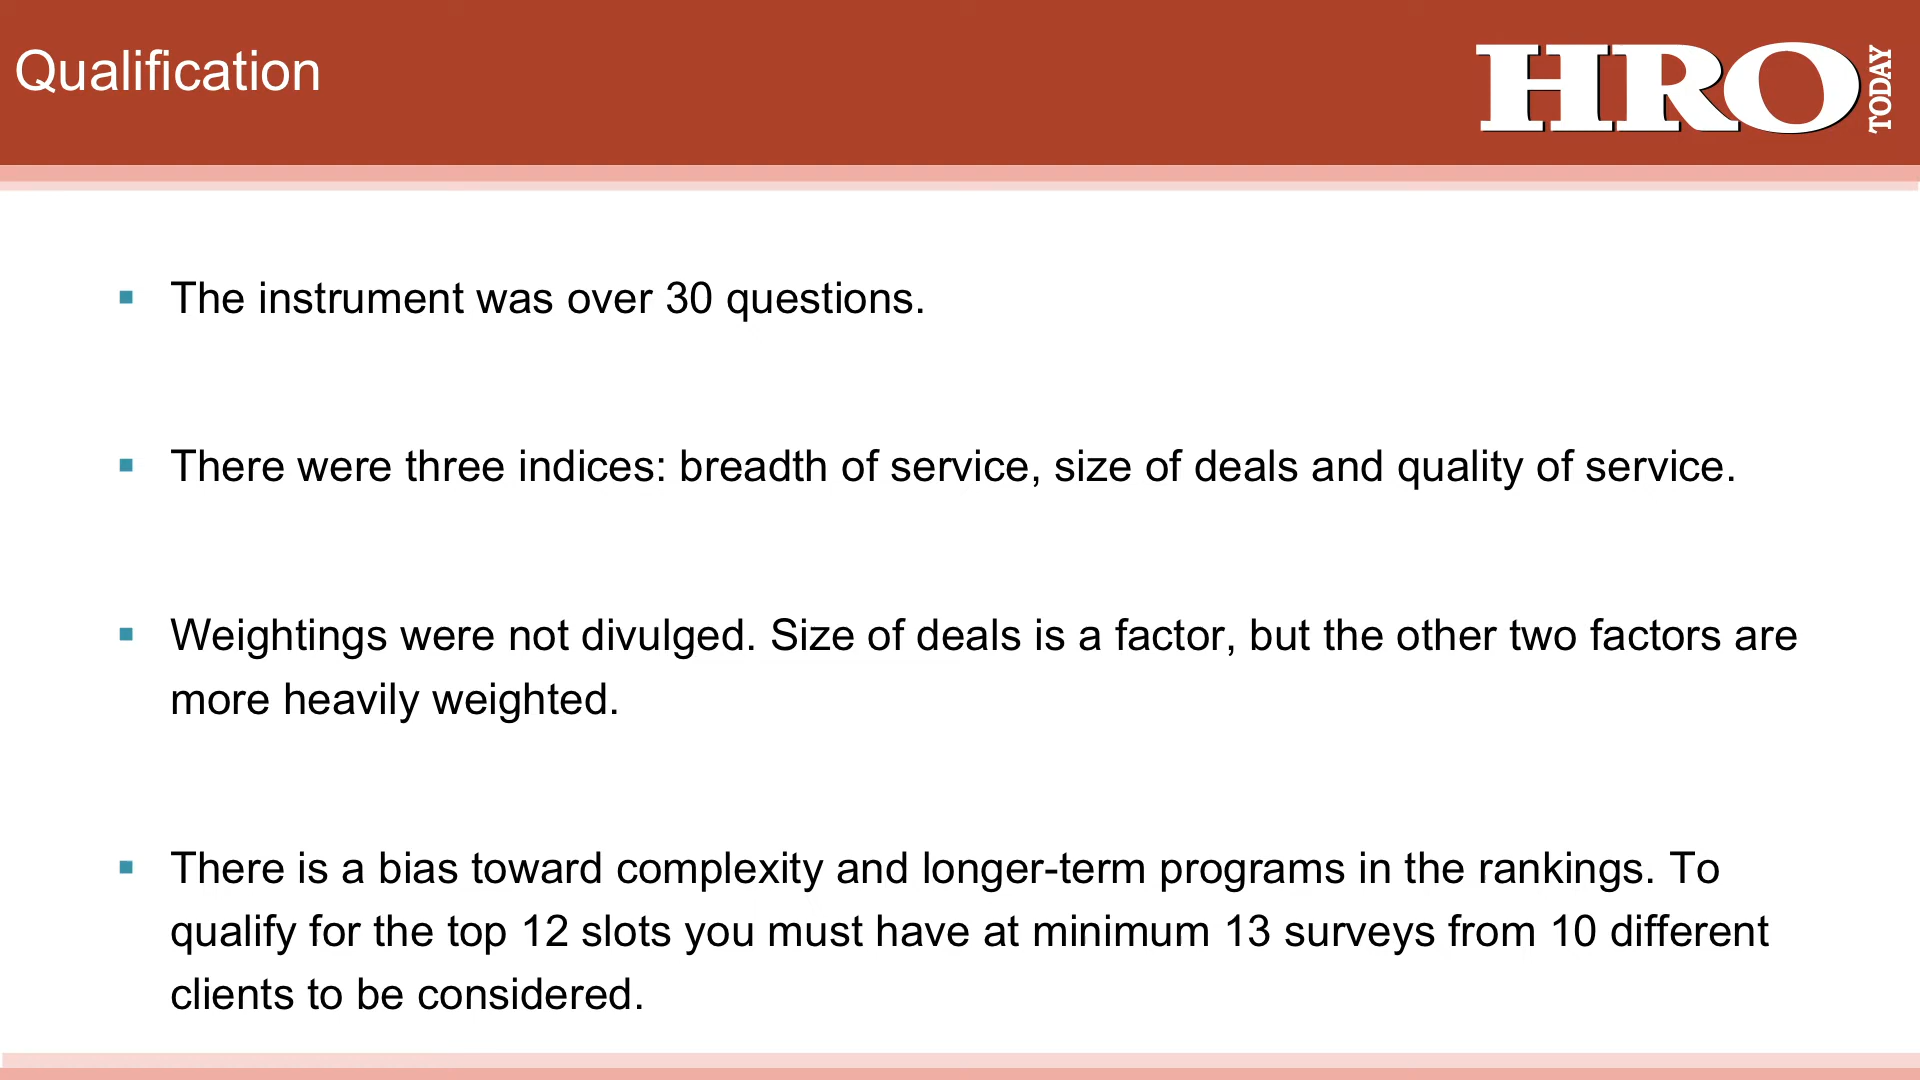 Qualification
HRO TODAY
The instrument was over 30 questions.
There were three indices: breadth of service, size of deals and quality of service.
Weightings were not divulged. Size of deals is a factor, but the other two factors are
more heavily weighted.
There is a bias toward complexity and longer-term programs in the rankings. To
qualify for the top 12 slots you must have at minimum 13 surveys from 10 different
clients to be considered.